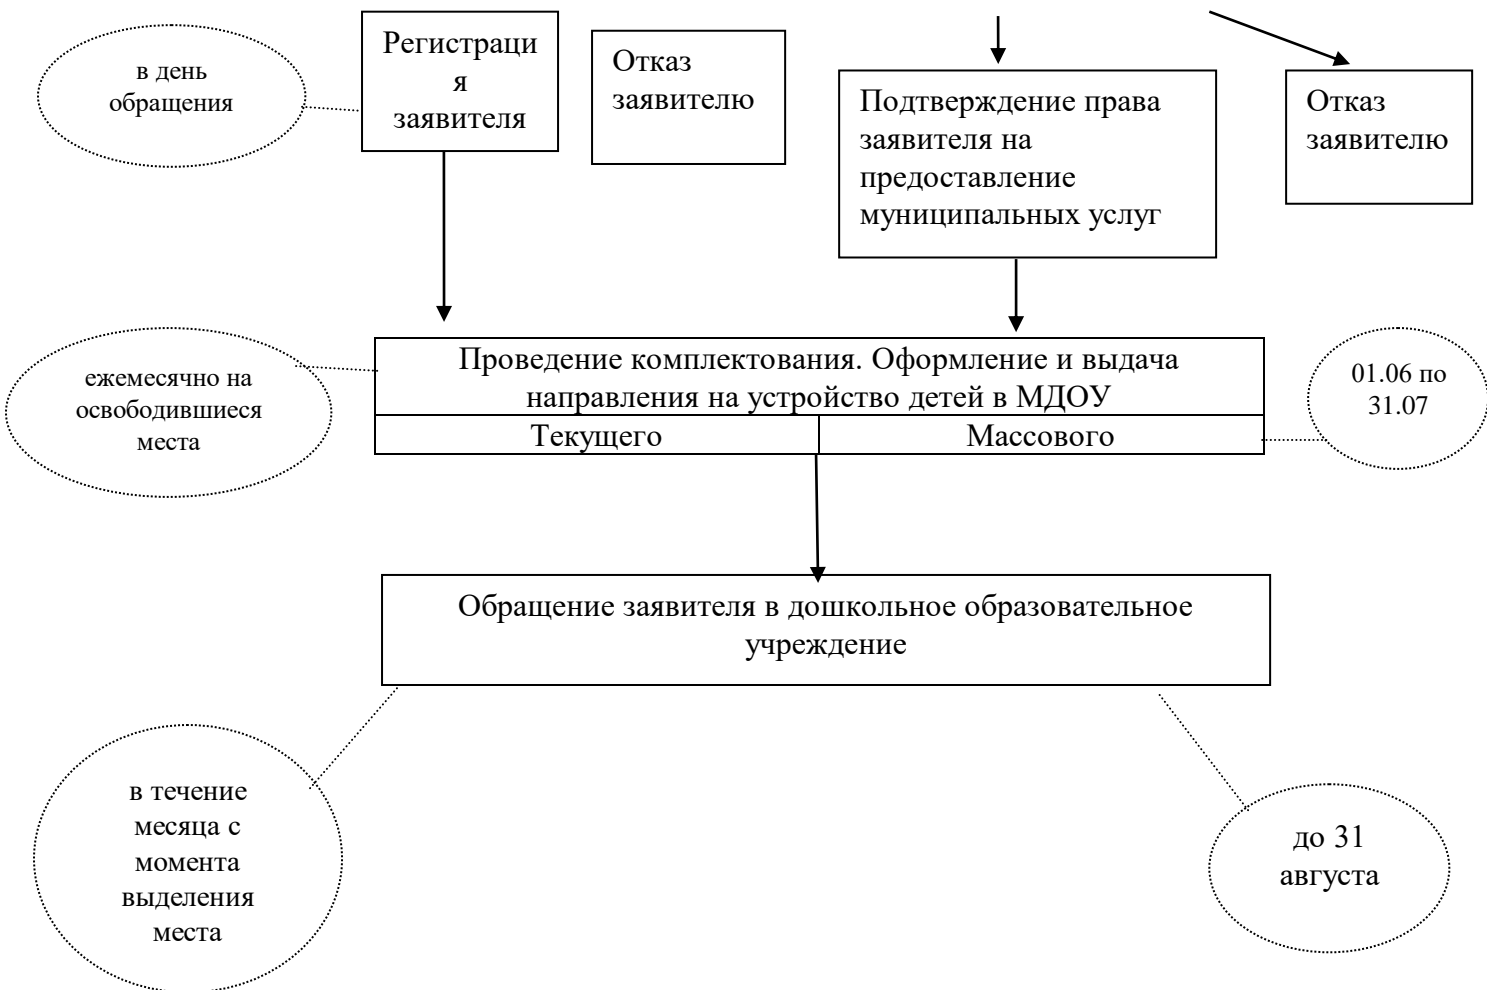 в день
обращения
Регистраци
я
заявителя
Отказ
заявителю
Подтверждение права
заявителя на
предоставление
муниципальных услуг
Отказ
заявителю
ежемесячно на
освободившиеся
места
Проведение комплектования. Оформление и выдача
направления на устройство детей в МДОУ
Текущего
Массового
01.06 по
31.07
Обращение заявителя в дошкольное образовательное
учреждение
в течение
месяца с
момента
выделения
места
до 31
августа